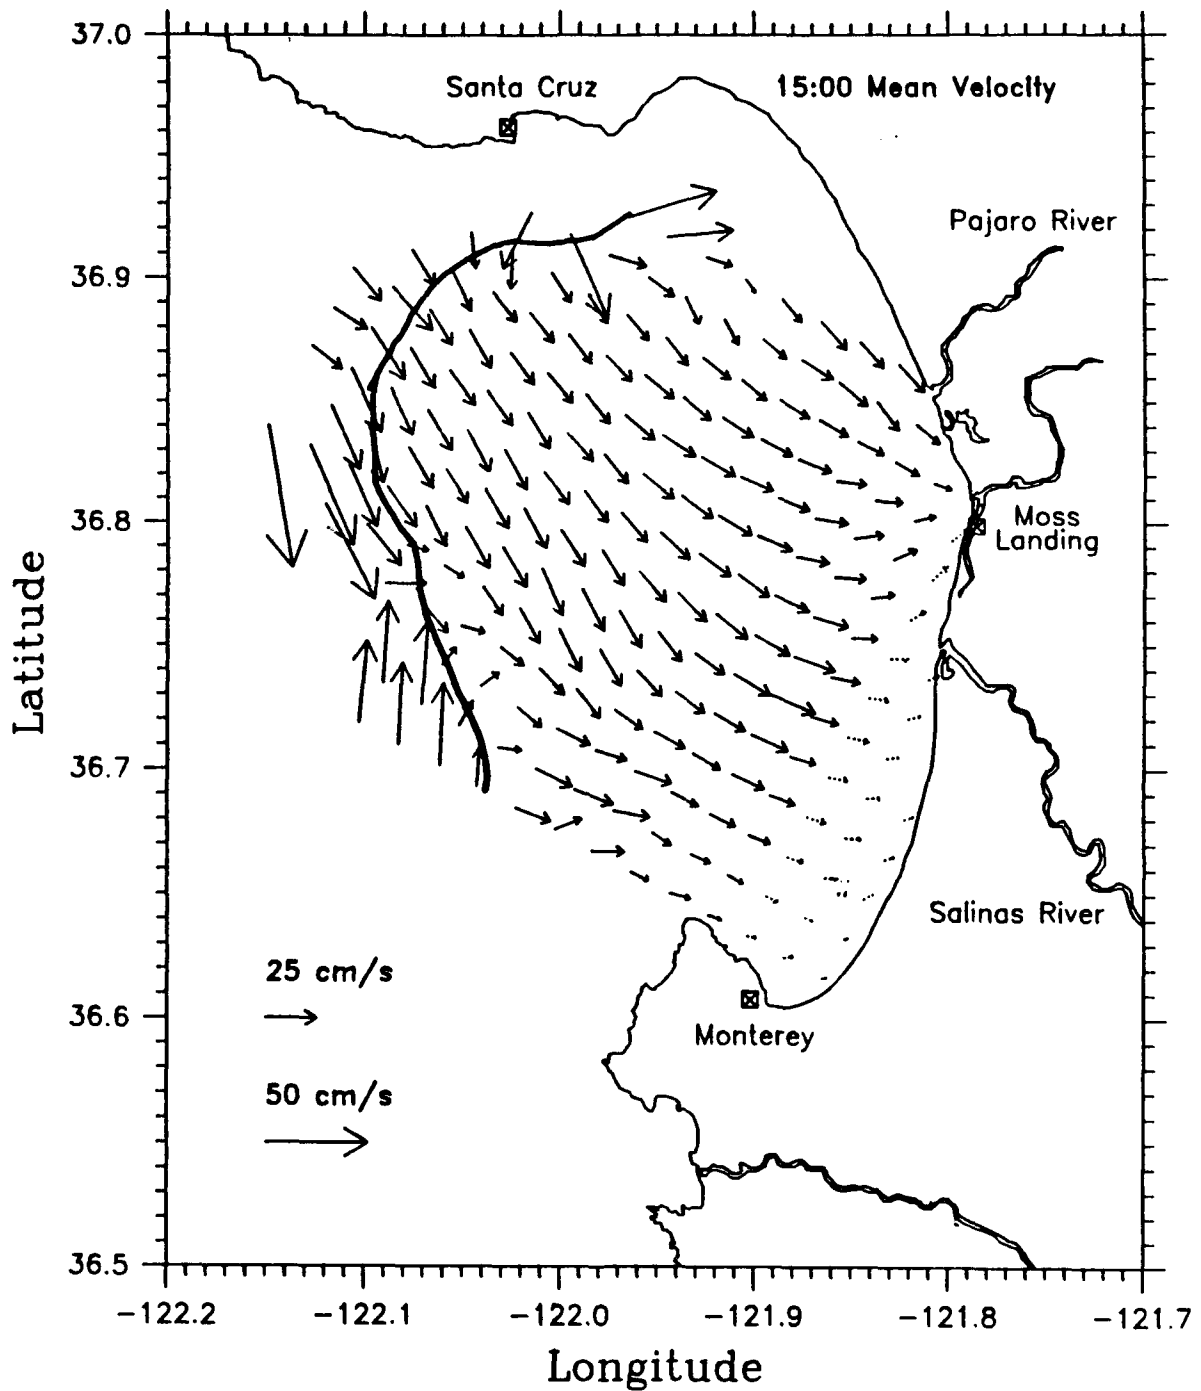 37.0
Santa Cruz
15:00 Mean Velocity
Pajaro River
36.9
36.8
Moss
Landing
Latitude
36.7
Salinas River
25 cm/s
36.6
Monterey
50 cm/s
36.5
-122.2 -122.1 -122.0 -121.9 -121.8 -121.7
Longitude